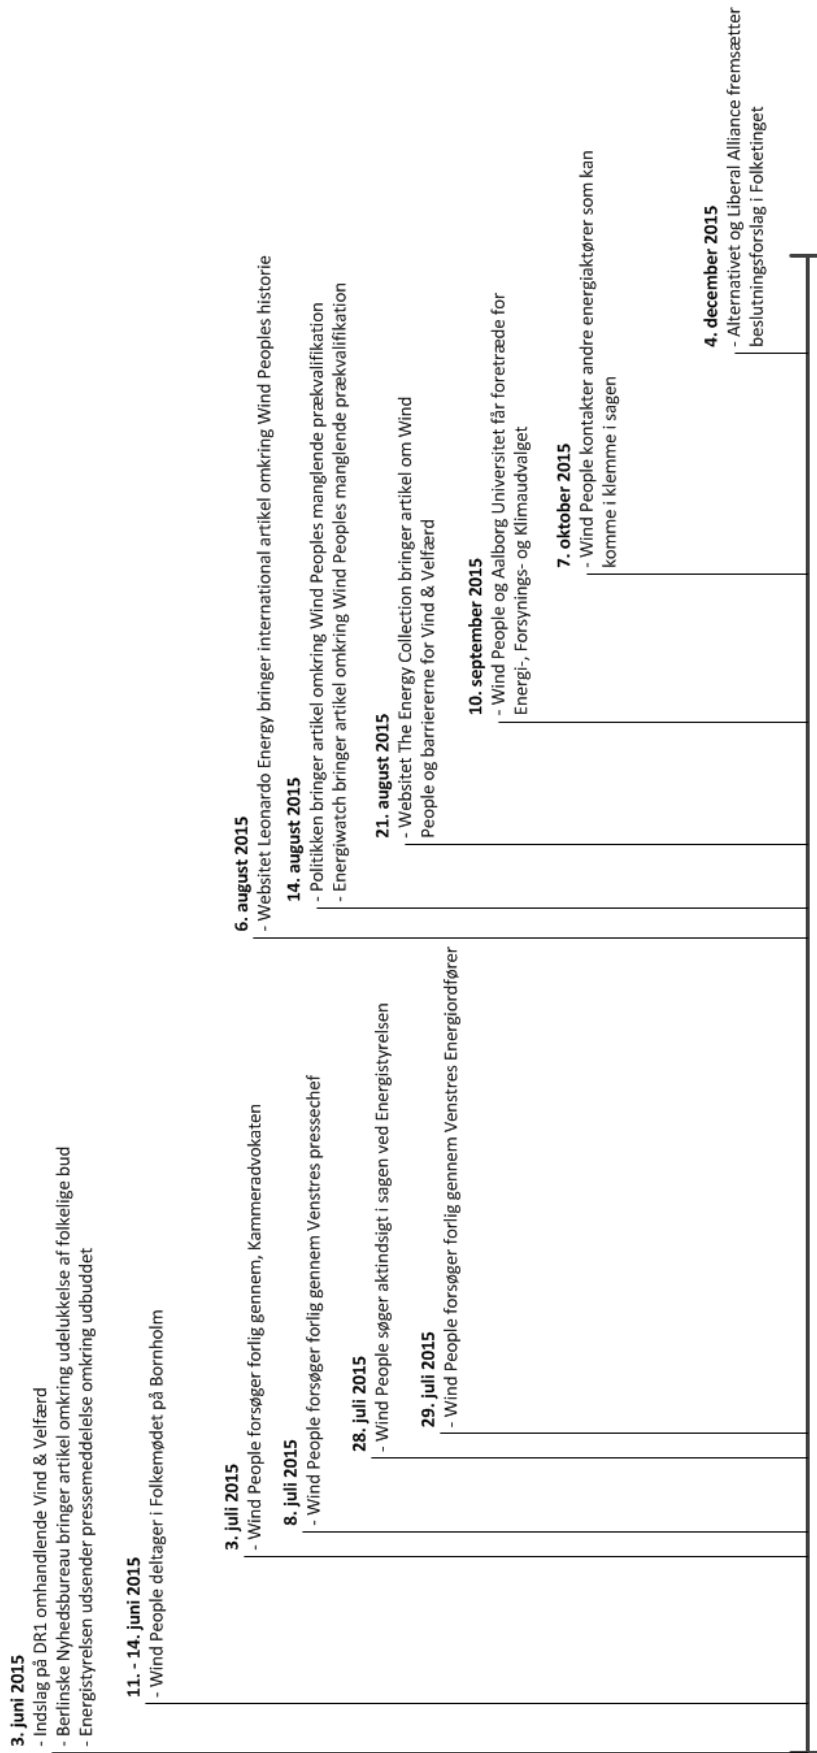 3. juni 2015
- Indslag på DR1 omhandlende Vind & Velfærd
- Berlinske Nyhedsbureau bringer artikel omkring udelukkelse af folkelige bud
- Energistyrelsen udsender pressemeddelelse omkring udbuddet
11. - 14. juni 2015
- Wind People deltager i Folkemødet på Bornholm
3. juli 2015
- Wind People forsøger forlig gennem, Kammeradvokaten
8. juli 2015
- Wind People forsøger forlig gennem Venstres pressechef
28. juli 2015
- Wind People søger aktindsigt i sagen ved Energistyrelsen
29. juli 2015
- Wind People forsøger forlig gennem Venstres Energiordfører
6. august 2015
- Websitet Leonardo Energy bringer international artikel omkring Wind Peoples historie
14. august 2015
- Politikken bringer artikel omkring Wind Peoples manglende prækvalifikation
- Energiwatch bringer artikel omkring Wind Peoples manglende prækvalifikation
21. august 2015
- Websitet The Energy Collection bringer artikel om Wind
People og barriererne for Vind & Velfærd
10. september 2015
- Wind People og Aalborg Universitet får foretræde for
Energi-, Forsynings- og Klimaudvalget
7. oktober 2015
- Wind People kontakter andre energiaktører som kan
komme i klemme i sagen
4. december 2015
- Alternativet og Liberal Alliance fremsætter
beslutningsforslag i Folketinget